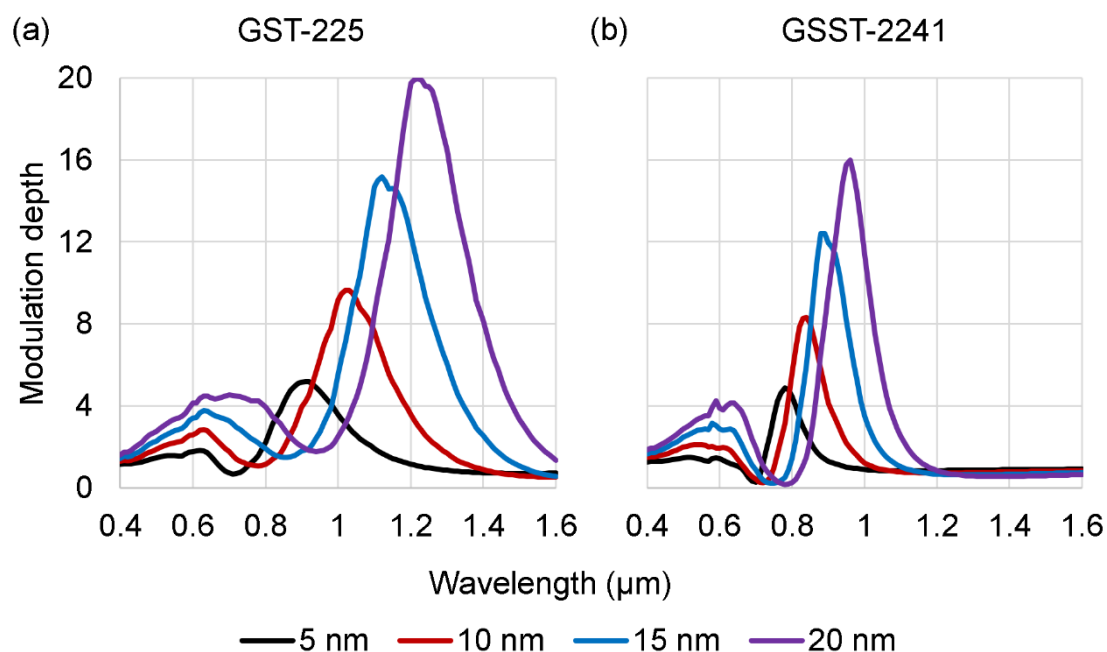 (a) GST-225
(b) GSST-2241
Modulation depth
20
16
12
8
4
0
0.4 0.6 0.8 1 1.2 1.4 1.6
0.4 0.6 0.8 1 1.2 1.4 1.6
Wavelength (μm)
5 nm 10 nm 15 nm 20 nm